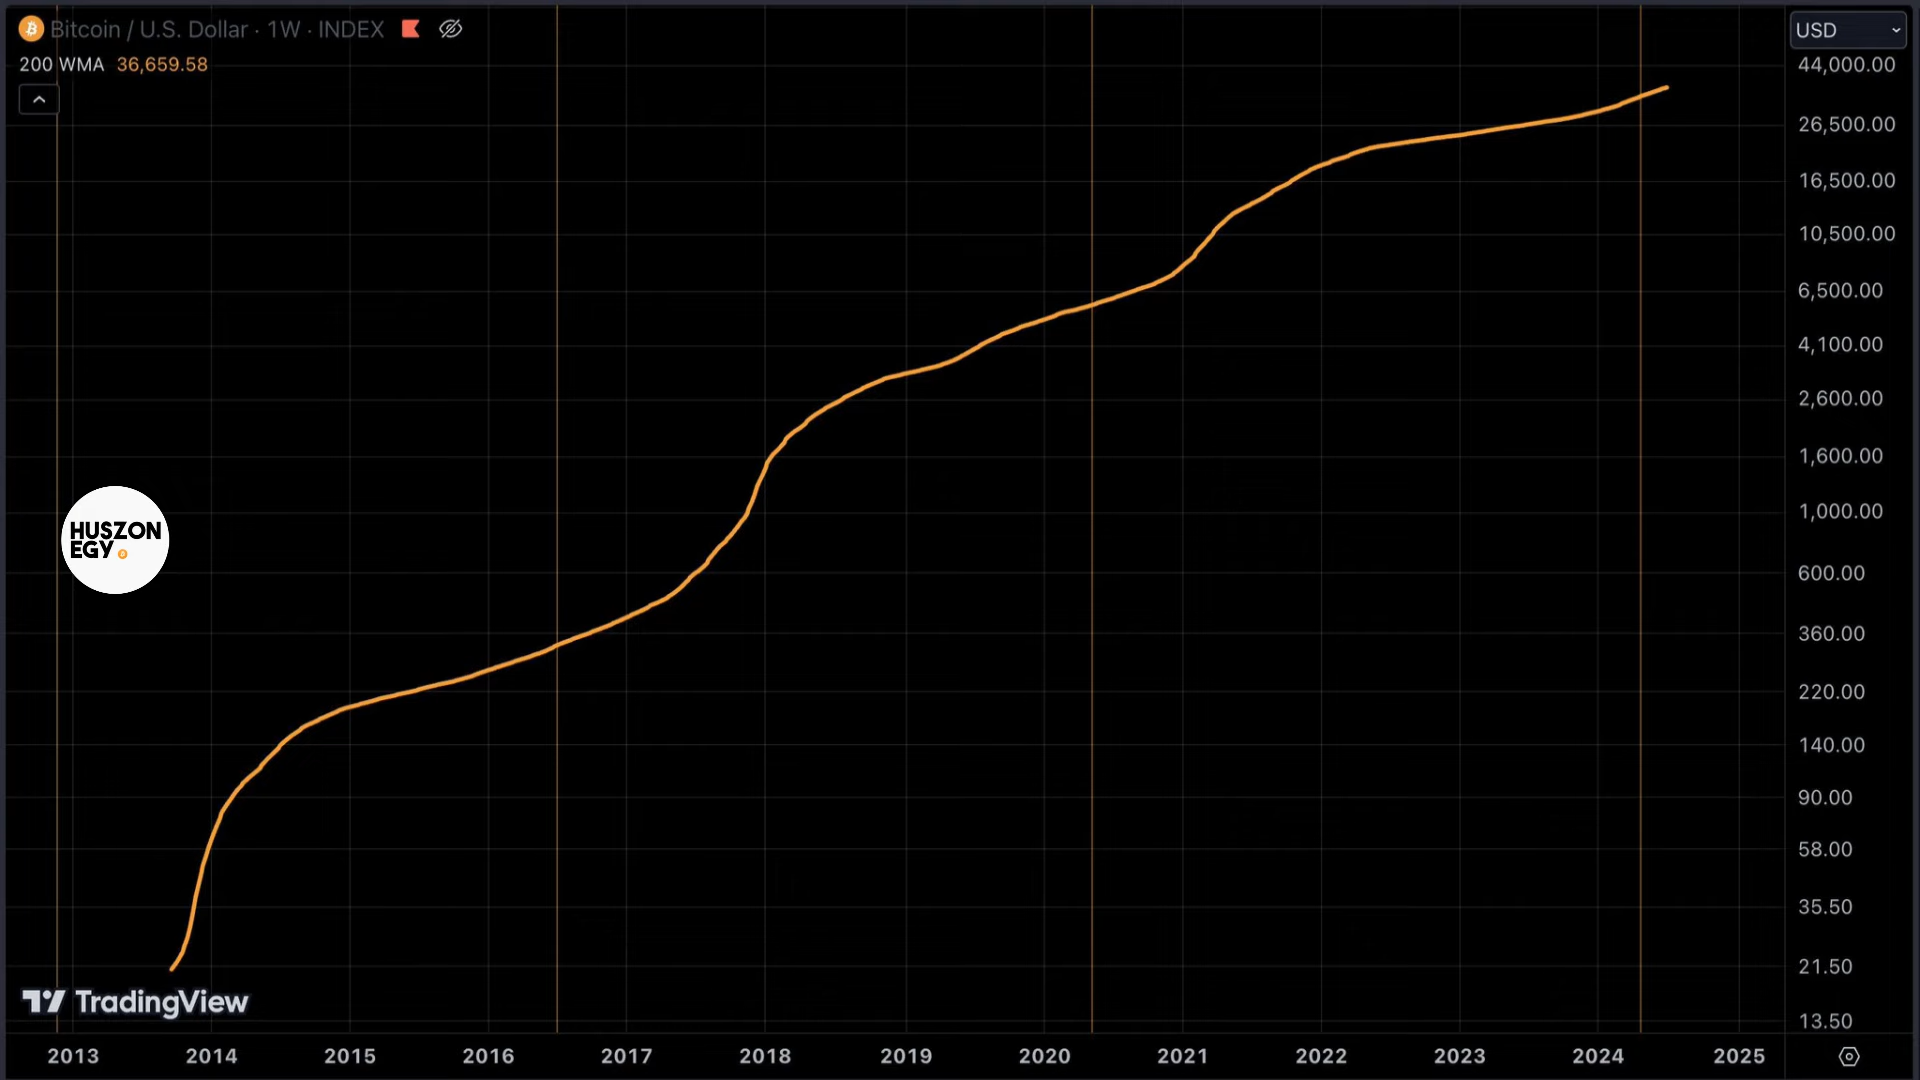 Bitcoin / U.S. Dollar · 1W · INDEX
USD
200 WMA 36,659.58
44,000.00
26,500.00
16,500.00
10,500.00
6,500.00
4,100.00
2,600.00
1,600.00
1,000.00
HUSZON
EGY
600.00
360.00
220.00
140.00
90.00
58.00
35.50
21.50
TradingView
13.50
2013 2014 2015 2016 2017 2018 2019 2020 2021 2022 2023 2024 2025